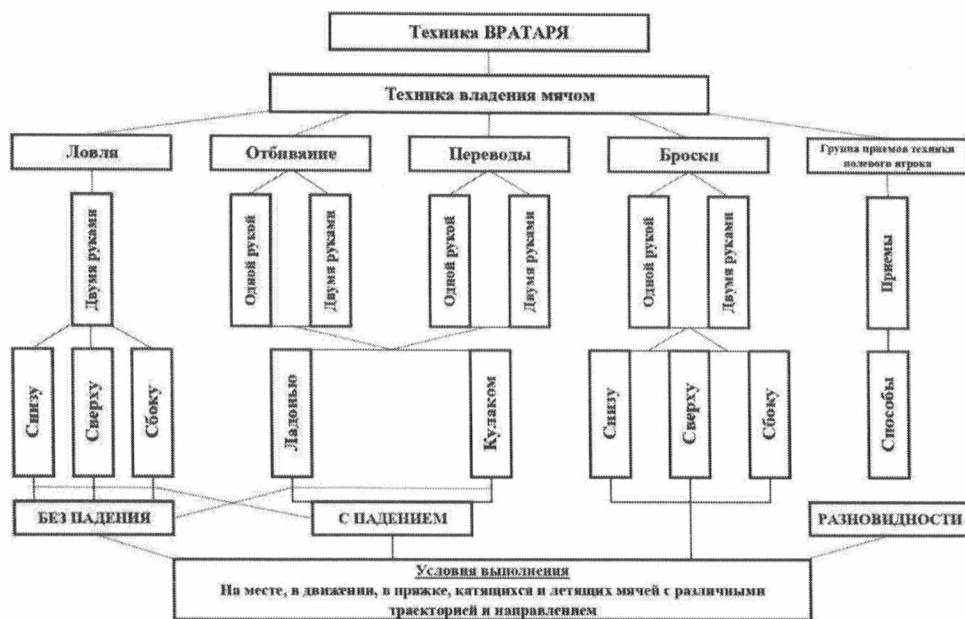 Техника ВРАТАРЯ
Техника владения мячом
Ловля
Отбивание
Переводы
Броски
Группа приемов техники
полевого игрока
Двумя руками
Одной рукой
Двумя руками
Одной рукой
Двумя руками
Одной рукой
Двумя руками
Приемы
Снизу
Сверху
Сбоку
Ладонью
Кулаком
Снизу
Сверху
Сбоку
Способы
БЕЗ ПАДЕНИЯ
С ПАДЕНИЕМ
РАЗНОВИДНОСТИ
Условия выполнения
На месте, в движении, в пряжке, катящихся и летящих мячей с различными
траекторией и направлением